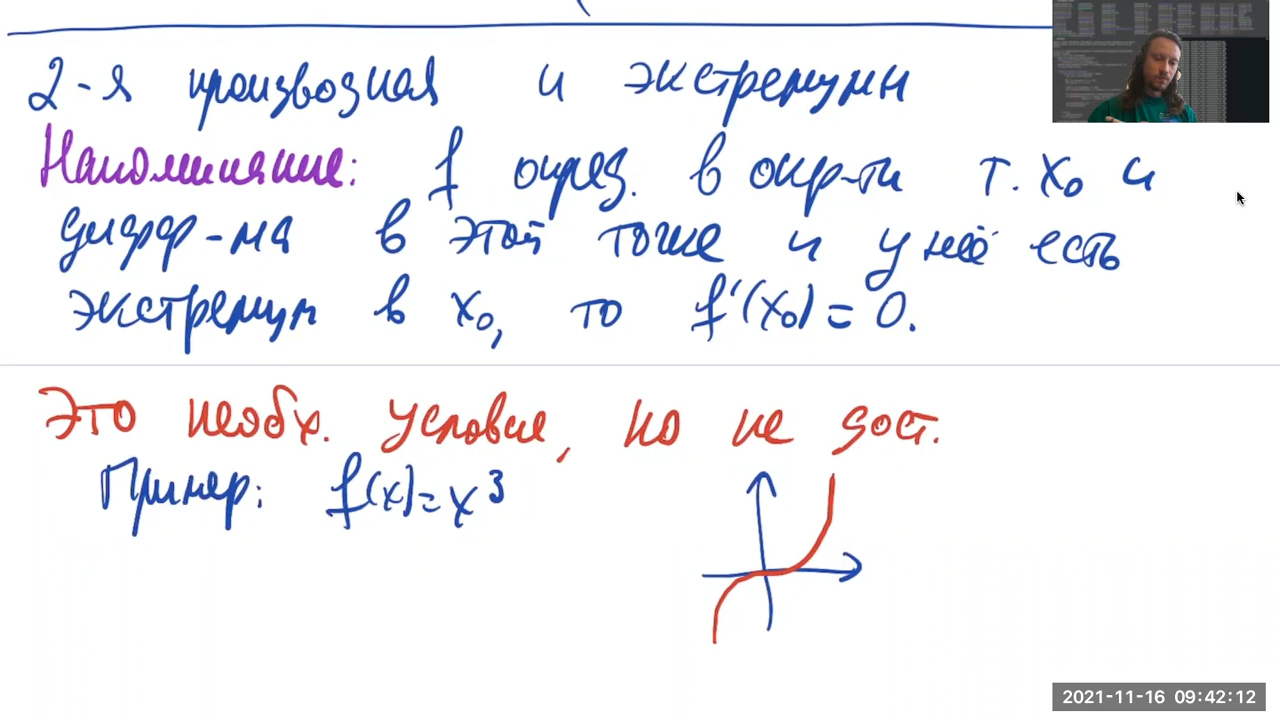 2-я производная и экстремумы
Напоминание: f опред. в окр-ти т. x₀ и
дифф-ма в этой точке и у неё есть
экстремум в x₀, то f'(x₀) = 0.
Это необх. условие, но не дост.
Пример: f(x) = x³
2021-11-16 09:42:12